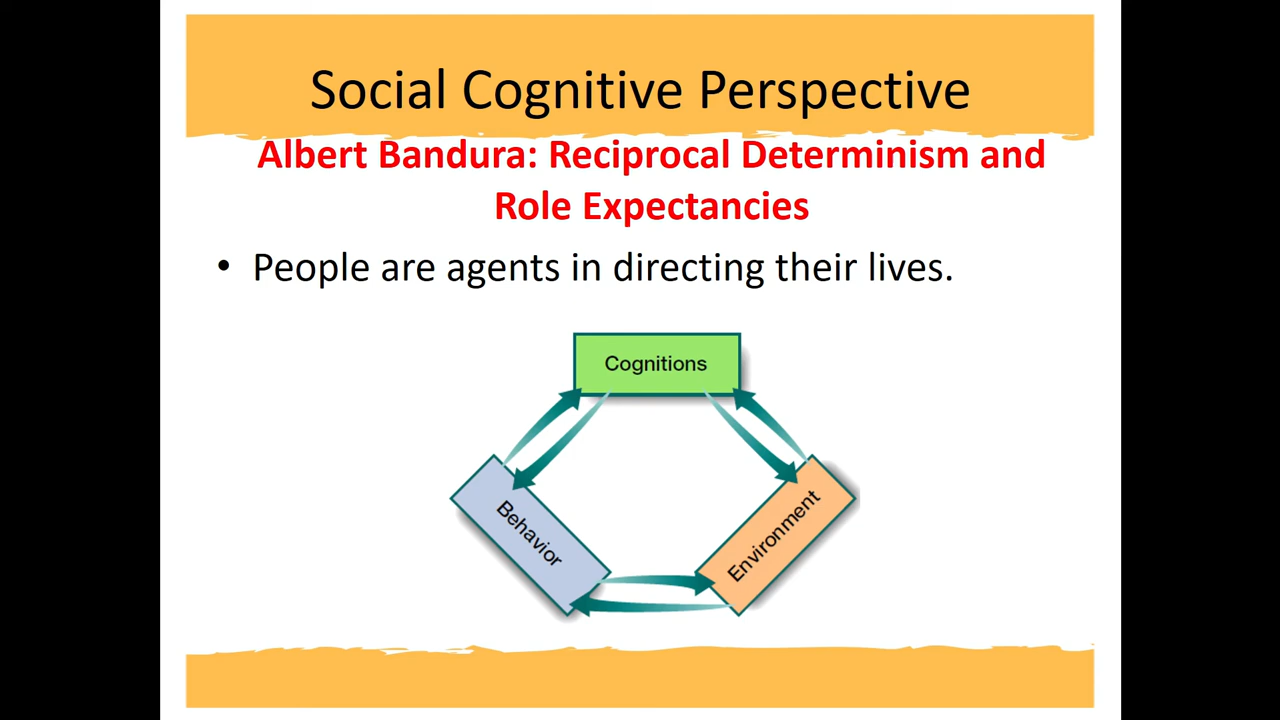 Social Cognitive Perspective
Albert Bandura: Reciprocal Determinism and
Role Expectancies
• People are agents in directing their lives.
Cognitions
Behavior
Environment